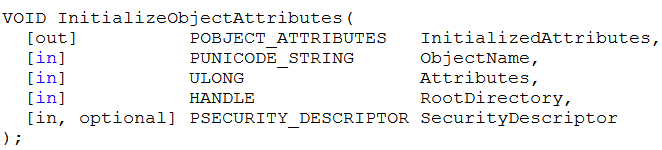 VOID InitializeObjectAttributes(
[out] POBJECT_ATTRIBUTES InitializedAttributes,
[in] PUNICODE_STRING ObjectName,
[in] ULONG Attributes,
[in] HANDLE RootDirectory,
[in, optional] PSECURITY_DESCRIPTOR SecurityDescriptor
);